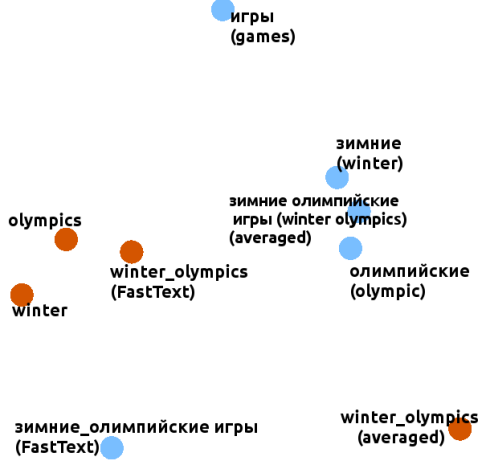 игры
(games)
зимние
(winter)
зимние олимпийские
игры (winter olympics)
(averaged)
olympics
winter_olympics
(FastText)
олимпийские
(olympic)
winter
зимние_олимпийские игры
(FastText)
winter_olympics
(averaged)